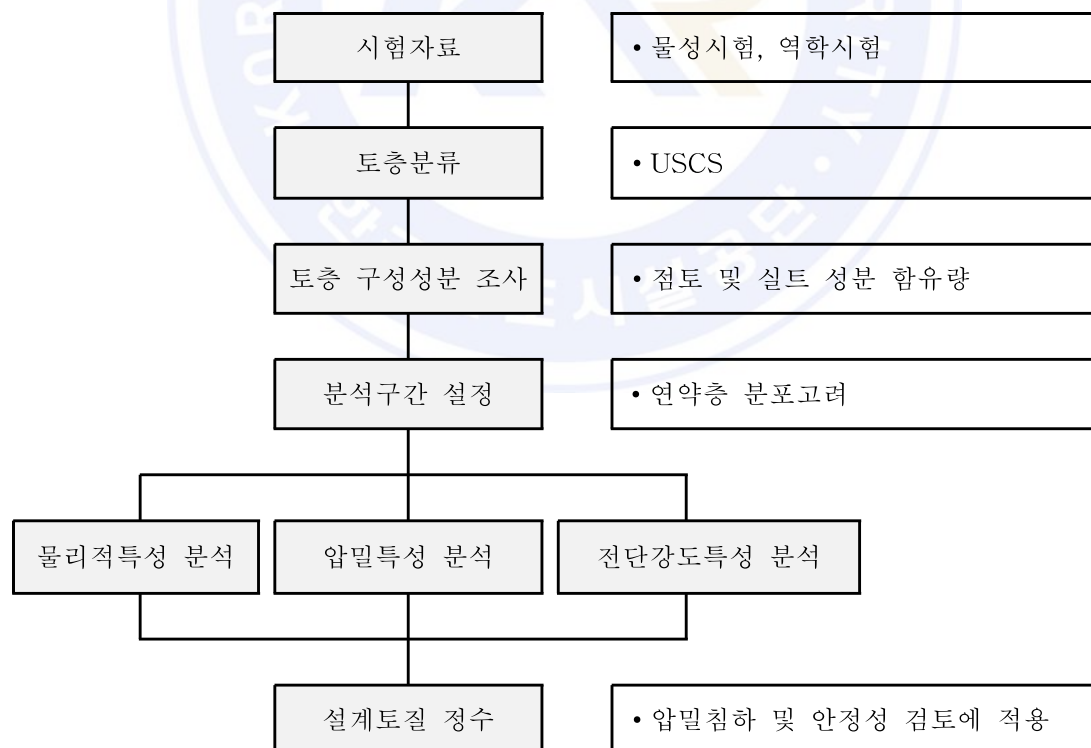 시험자료
• 물성시험, 역학시험
토층분류
• USCS
토층 구성성분 조사
• 점토 및 실트 성분 함유량
분석구간 설정
• 연약층 분포고려
물리적특성 분석
압밀특성 분석
전단강도특성 분석
설계토질 정수
• 압밀침하 및 안정성 검토에 적용